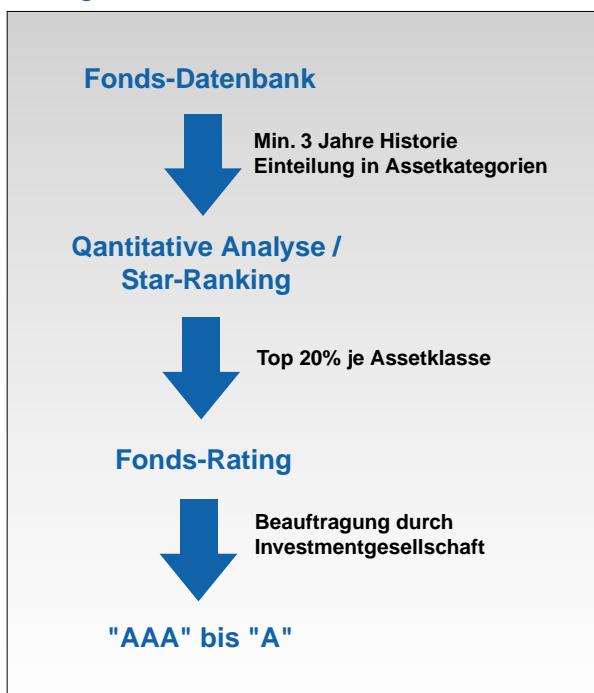 Fonds-Datenbank
Min. 3 Jahre Historie
Einteilung in Assetkategorien
Qantitative Analyse /
Star-Ranking
Top 20% je Assetklasse
Fonds-Rating
Beauftragung durch
Investmentgesellschaft
"AAA" bis "A"